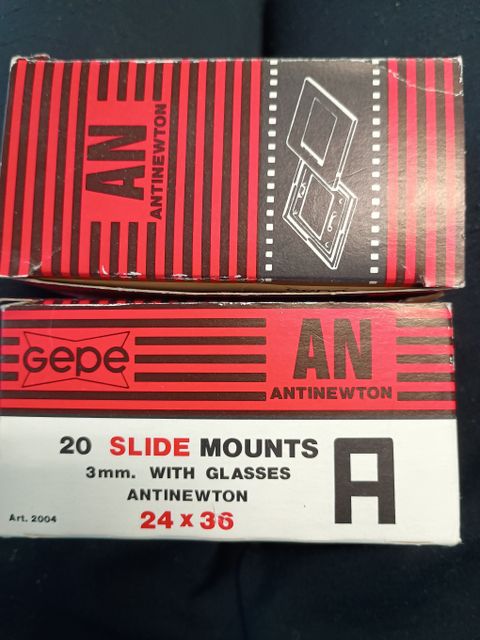 AN
ANTINEWTON
GePe
AN
ANTINEWTON
20 SLIDE MOUNTS
3mm. WITH GLASSES
ANTINEWTON
24 x 36
A
Art. 2004